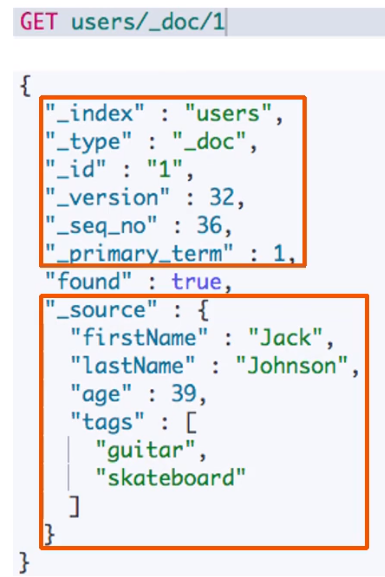 GET users/_doc/1
{
"_index" : "users",
"_type" : "_doc",
"_id" : "1",
"_version" : 32,
"_seq_no" : 36,
"_primary_term" : 1,
"found" : true,
"_source" : {
"firstName" : "Jack",
"lastName" : "Johnson",
"age" : 39,
"tags" : [
"guitar",
"skateboard"
]
}
}